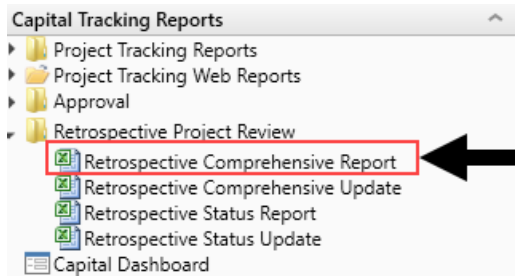 Capital Tracking Reports
Project Tracking Reports
Project Tracking Web Reports
Approval
Retrospective Project Review
Retrospective Comprehensive Report
Retrospective Comprehensive Update
Retrospective Status Report
Retrospective Status Update
Capital Dashboard